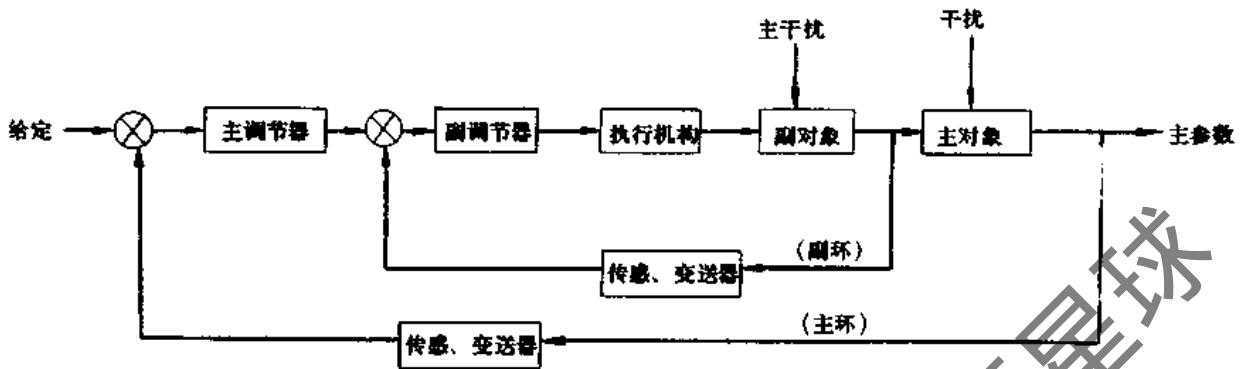 主干扰
干扰
给定
主调节器
副调节器
执行机构
副对象
主对象
主参数
(副环)
传感、变送器
(主环)
传感、变送器
星球